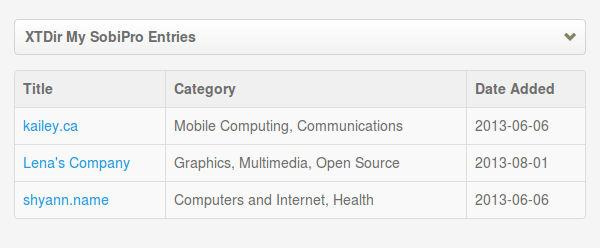 XTDir My SobiPro Entries
Title Category Date Added
kailey.ca Mobile Computing, Communications 2013-06-06
Lena's Company Graphics, Multimedia, Open Source 2013-08-01
shyann.name Computers and Internet, Health 2013-06-06